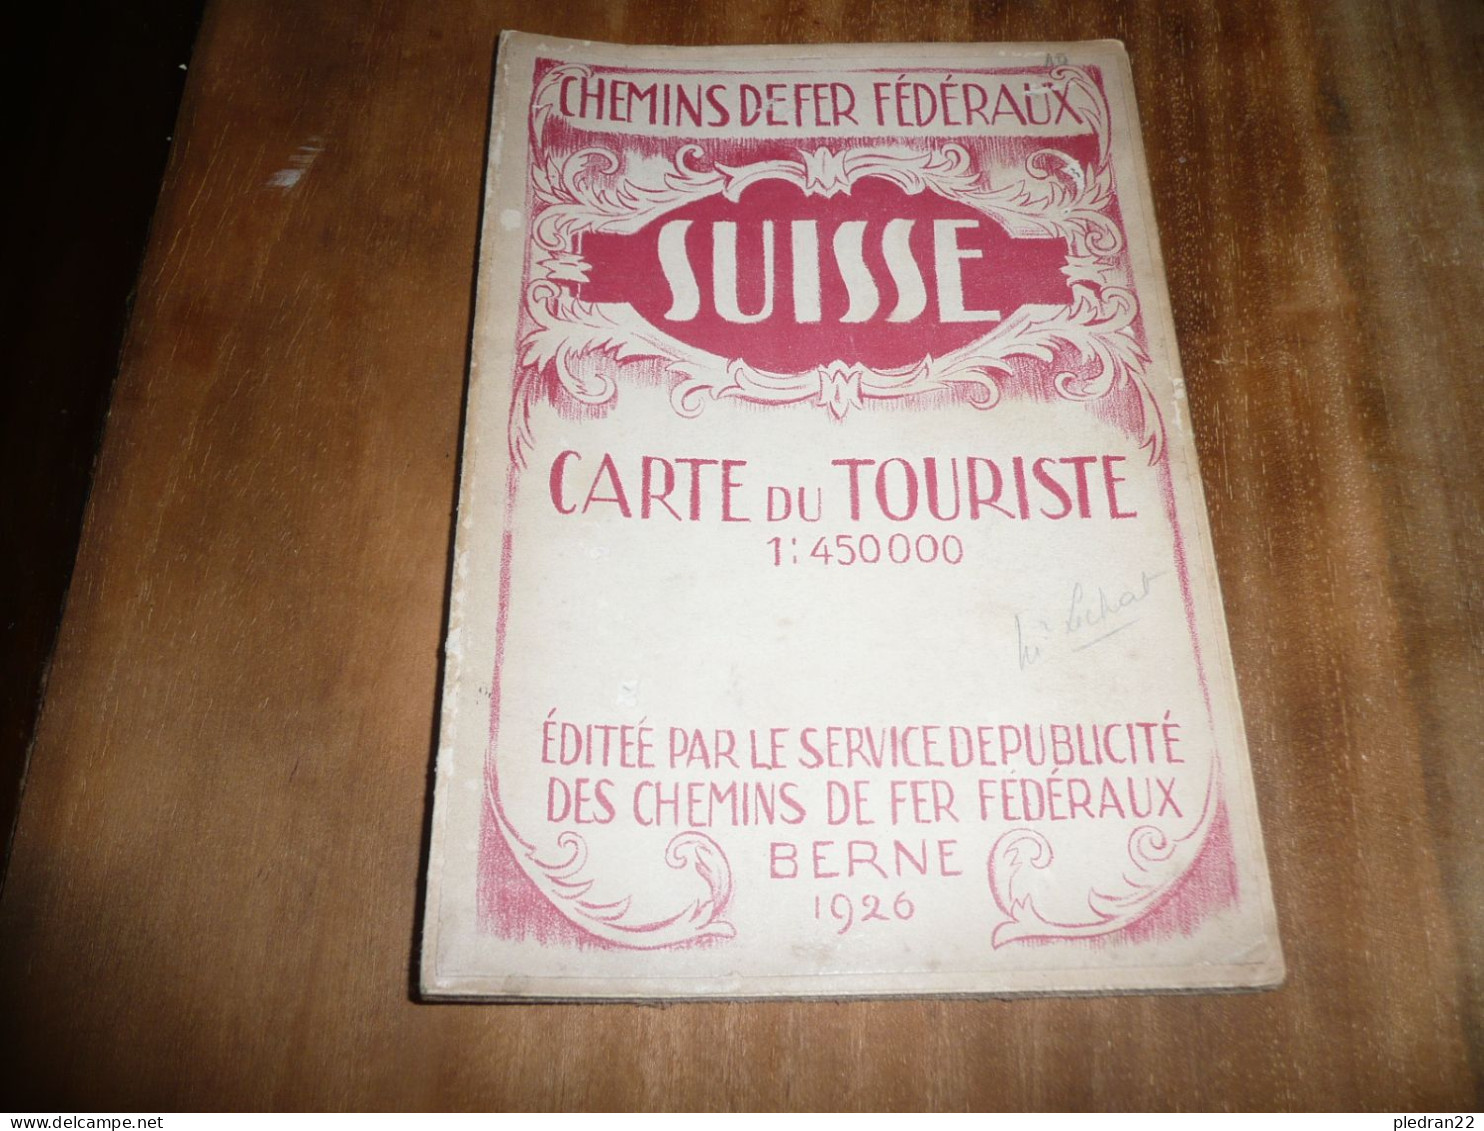 CHEMINS DE FER FÉDÉRAUX
SUISSE
CARTE DU TOURISTE
1:450000
ÉDITEÉ PAR LE SERVICE DE PUBLICITÉ
DES CHEMINS DE FER FÉDÉRAUX
BERNE
1926
www.delcampe.net
pledran22